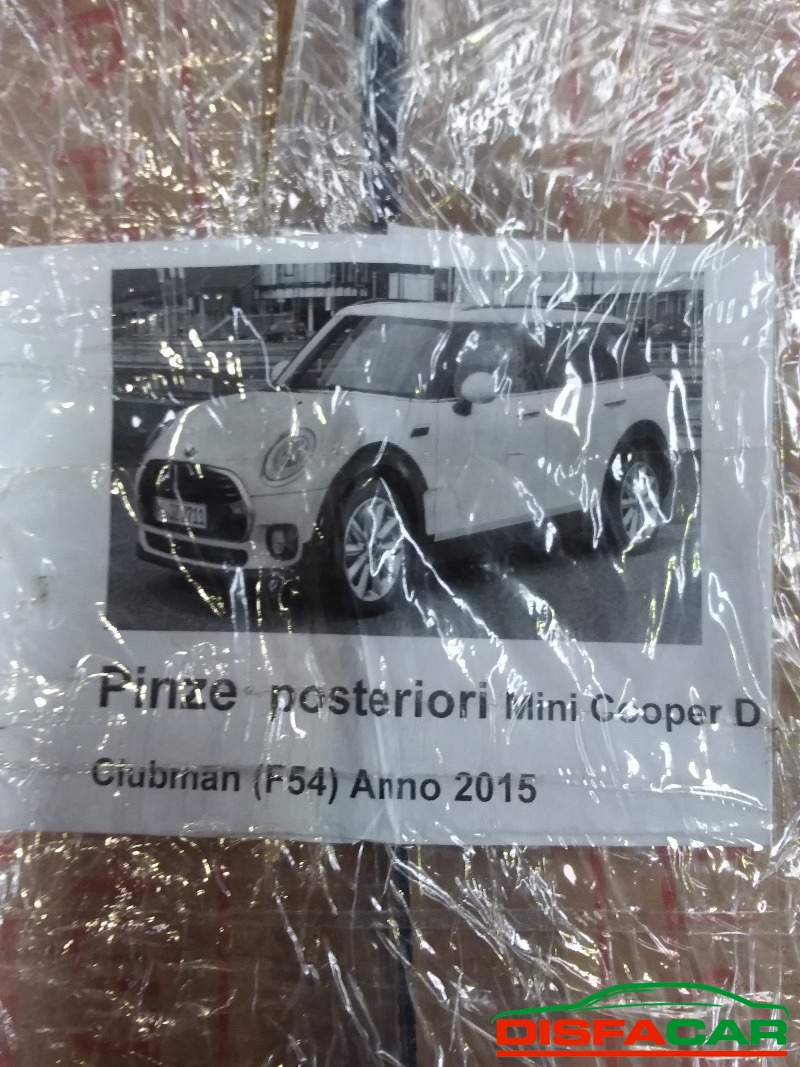 Pinze posteriori Mini Cooper D
Clubman (F54) Anno 2015
DISFACAR